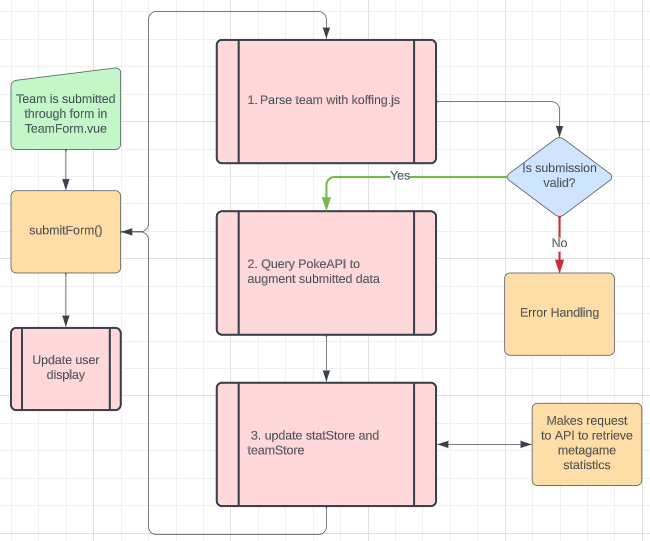 Team is submitted
through form in
TeamForm.vue
submitForm()
Update user
display
1. Parse team with koffing.js
Is submission
valid?
Yes
No
2. Query PokeAPI to
augment submitted data
Error Handling
3. update statStore and
teamStore
Makes request
to API to retrieve
metagame
statistics